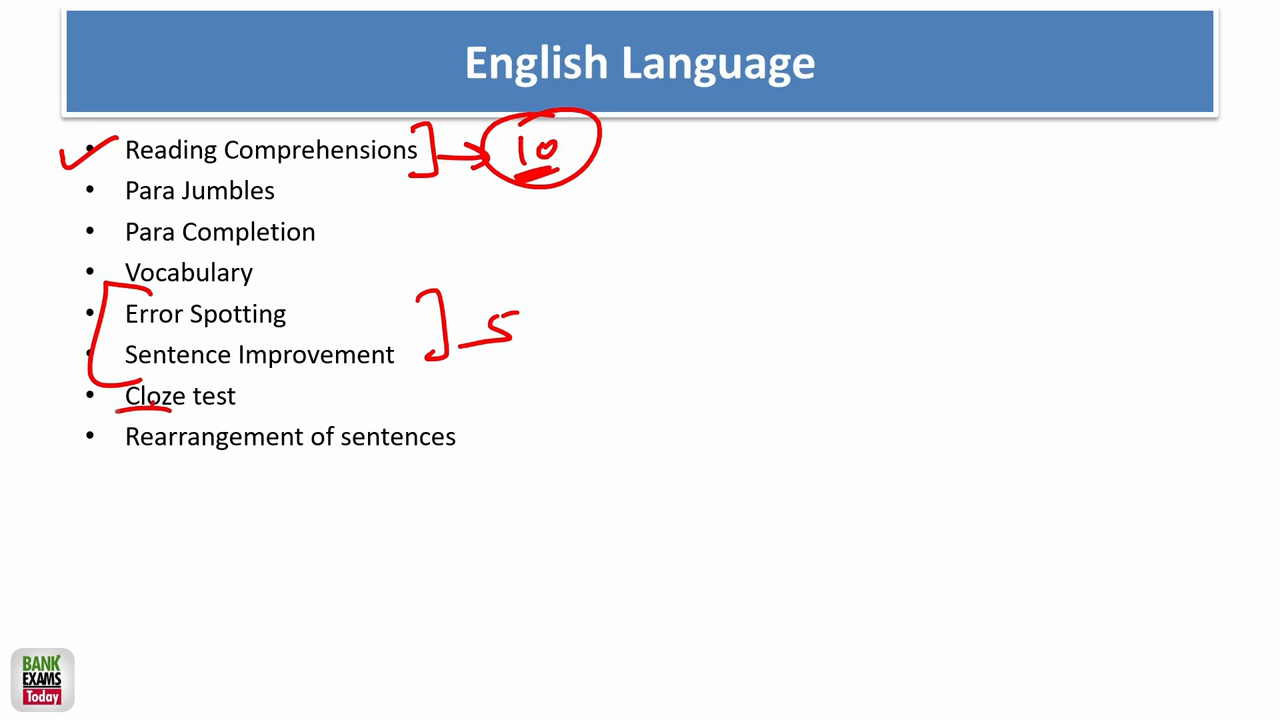 English Language
• Reading Comprehensions 10
• Para Jumbles
• Para Completion
• Vocabulary
• Error Spotting
• Sentence Improvement 5
• Cloze test
• Rearrangement of sentences
BANK
EXAMS
Today